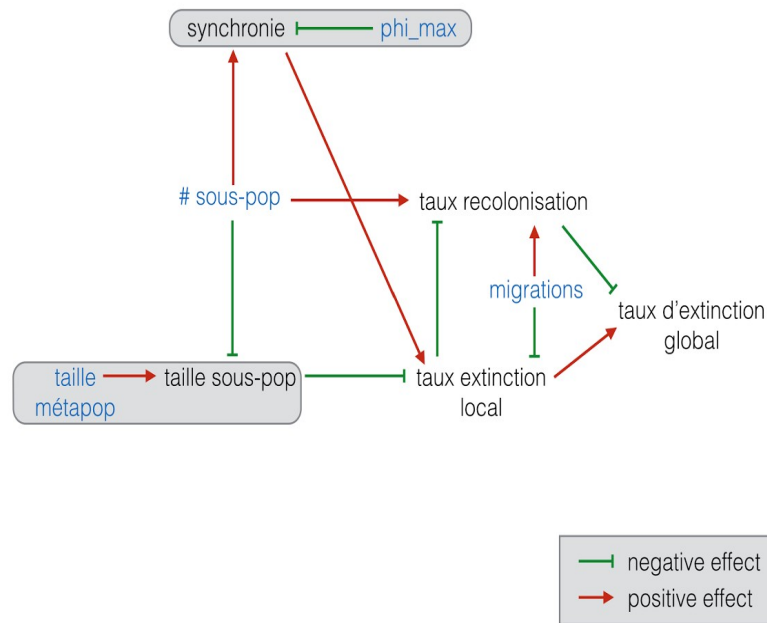 synchronie phi_max
# sous-pop taux recolonisation
migrations
taux d'extinction
global
taille taille sous-pop taux extinction
métapop local
negative effect
positive effect